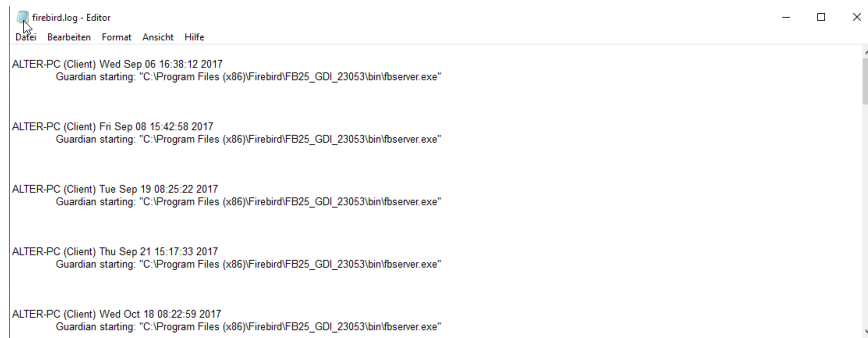 firebird.log - Editor
Datei Bearbeiten Format Ansicht Hilfe
ALTER-PC (Client) Wed Sep 06 16:38:12 2017
Guardian starting: "C:\Program Files (x86)\Firebird\FB25_GDI_23053\bin\fbserver.exe"
ALTER-PC (Client) Fri Sep 08 15:42:58 2017
Guardian starting: "C:\Program Files (x86)\Firebird\FB25_GDI_23053\bin\fbserver.exe"
ALTER-PC (Client) Tue Sep 19 08:25:22 2017
Guardian starting: "C:\Program Files (x86)\Firebird\FB25_GDI_23053\bin\fbserver.exe"
ALTER-PC (Client) Thu Sep 21 15:17:33 2017
Guardian starting: "C:\Program Files (x86)\Firebird\FB25_GDI_23053\bin\fbserver.exe"
ALTER-PC (Client) Wed Oct 18 08:22:59 2017
Guardian starting: "C:\Program Files (x86)\Firebird\FB25_GDI_23053\bin\fbserver.exe"